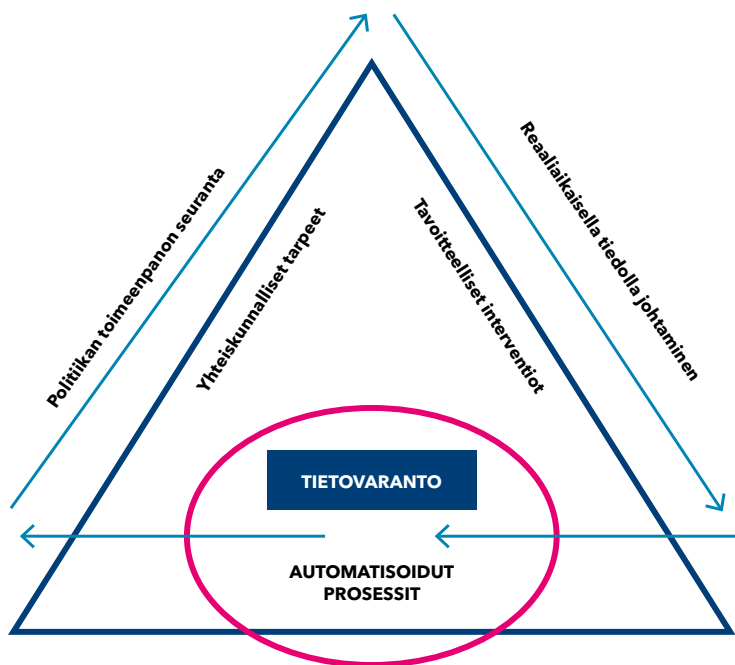 Politiikan toimeenpanon seuranta
Yhteiskunnalliset tarpeet
Tavoitteelliset interventiot
Reaaliaikaisella tiedolla johtaminen
TIETOVARANTO
AUTOMATISOIDUT
PROSESSIT